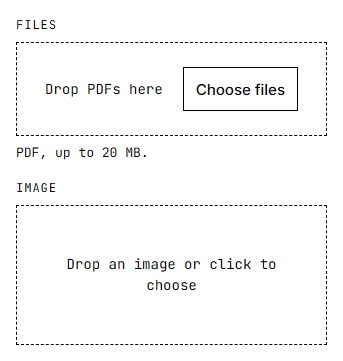 FILES
Drop PDFs here
Choose files
PDF, up to 20 MB.
IMAGE
Drop an image or click to
choose